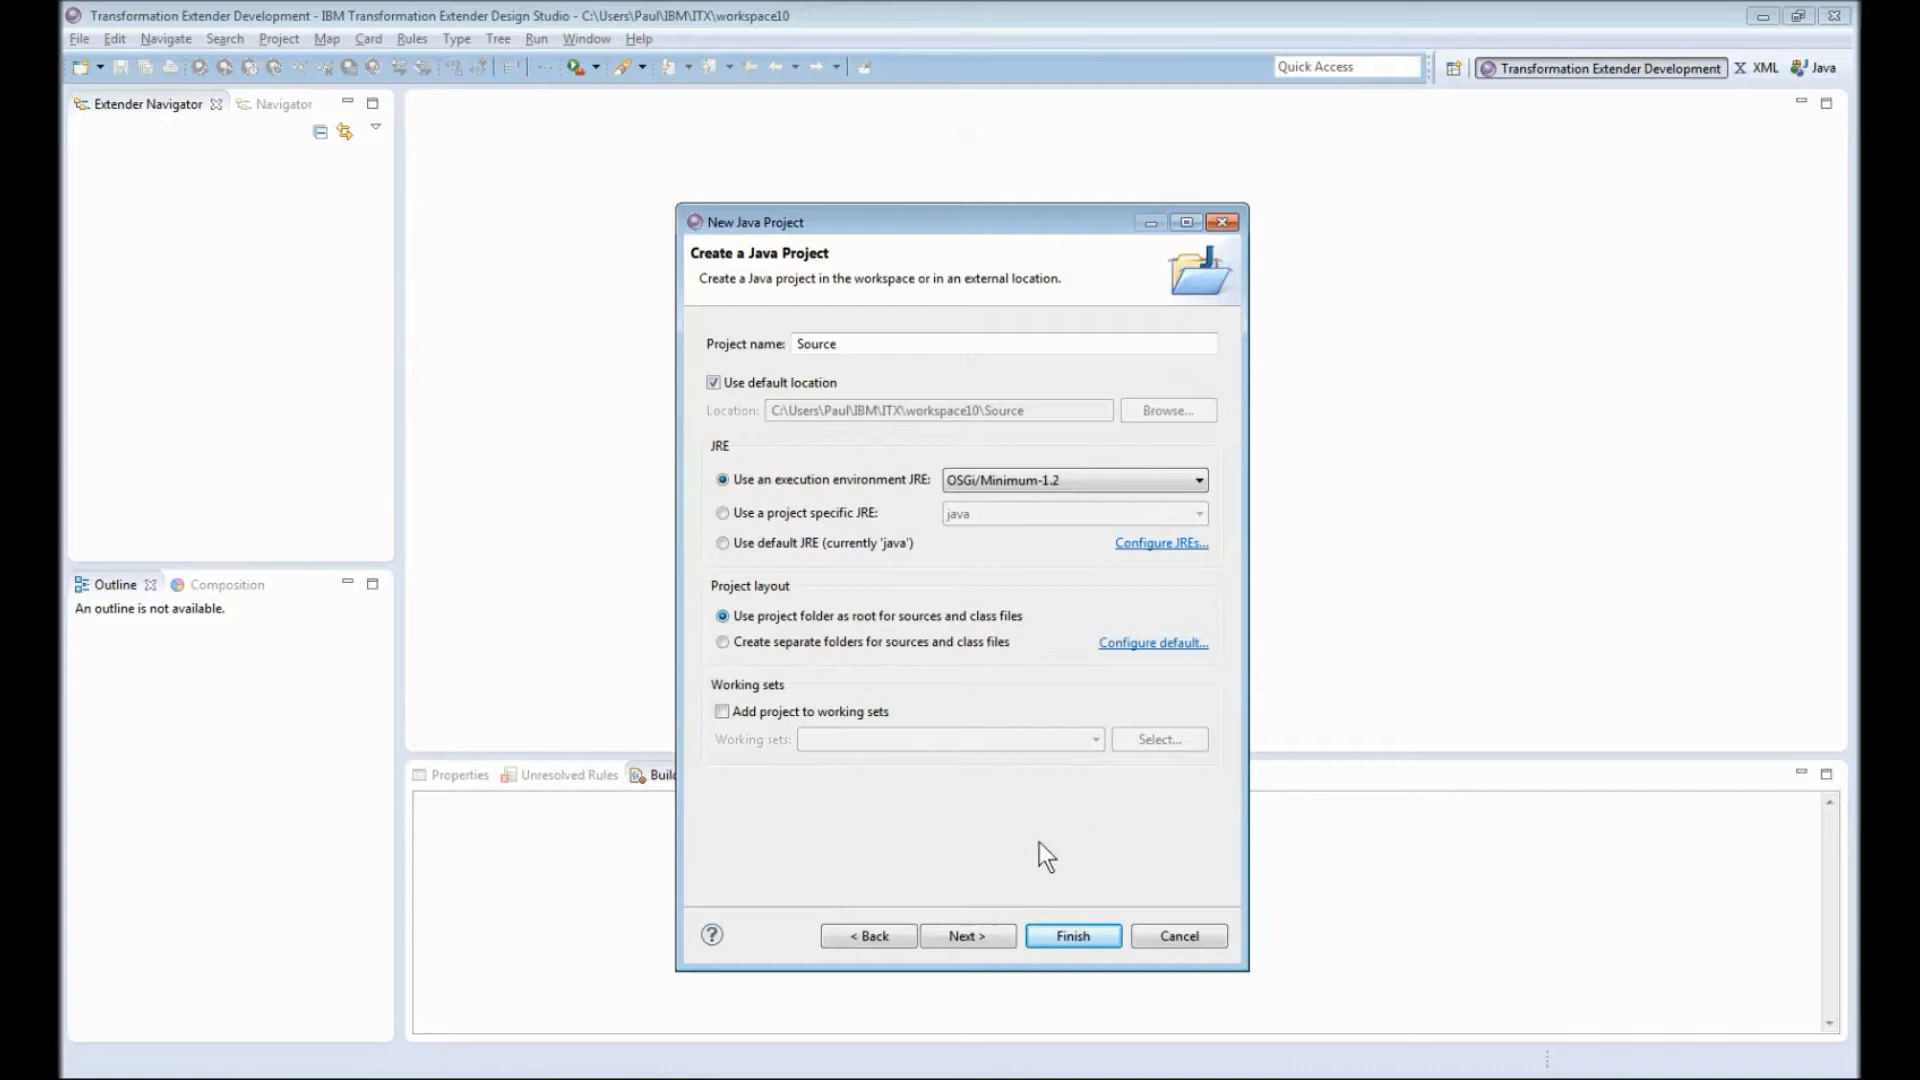 Transformation Extender Development - IBM Transformation Extender Design Studio - C:\Users\Paul\IBM\ITX\workspace10
File Edit Navigate Search Project Map Card Rules Type Tree Run Window Help
Quick Access
Transformation Extender Development
XML
Java
Extender Navigator
Navigator
New Java Project
Create a Java Project
Create a Java project in the workspace or in an external location.
Project name: Source
Use default location
Location: C:\Users\Paul\IBM\ITX\workspace10\Source Browse...
JRE
Use an execution environment JRE: OSGi/Minimum-1.2
Use a project specific JRE: java
Use default JRE (currently 'java') Configure JREs...
Outline Composition
An outline is not available.
Project layout
Use project folder as root for sources and class files
Create separate folders for sources and class files Configure default...
Working sets
Add project to working sets
Working sets: Select...
Properties Unresolved Rules Build
? < Back Next > Finish Cancel